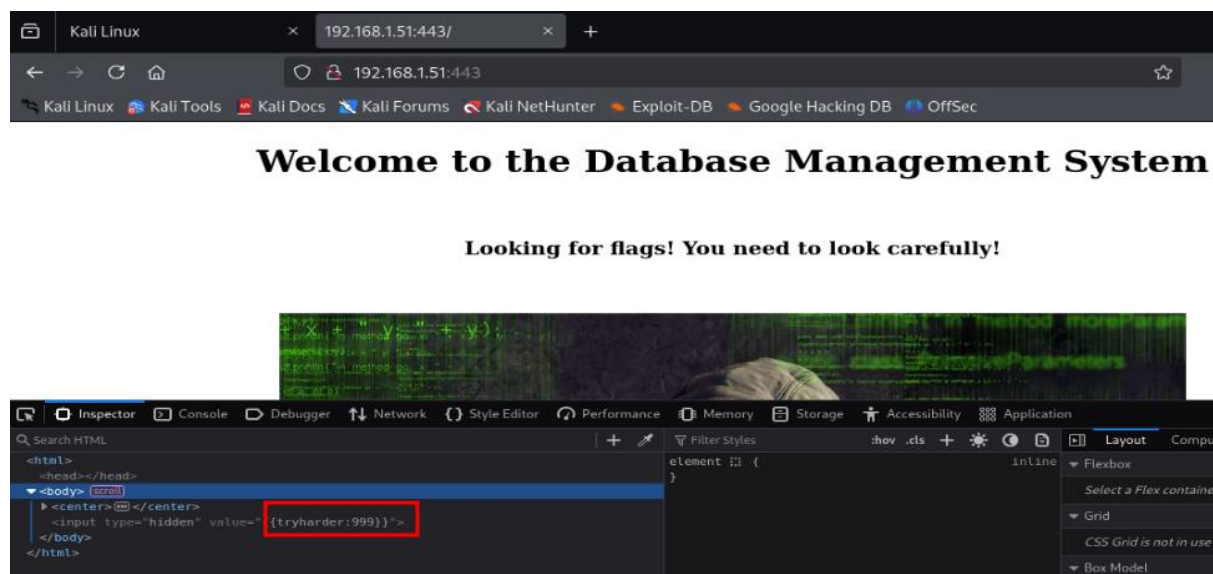 Kali Linux × 192.168.1.51:443/ × +
192.168.1.51:443
Kali Linux Kali Tools Kali Docs Kali Forums Kali NetHunter Exploit-DB Google Hacking DB OffSec
Welcome to the Database Management System
Looking for flags! You need to look carefully!
+ x + " y: " + y);
Inspector Console Debugger Network {} Style Editor Performance Memory Storage Accessibility Application
Search HTML + Filter Styles :hov .cls + Layout Compu
<html>
<head></head>
<body> scroll
<center> </center>
<input type="hidden" value="{{tryharder:999}}">
</body>
</html>
element {
inline
}
Flexbox
Select a Flex containe
Grid
CSS Grid is not in use
Box Model